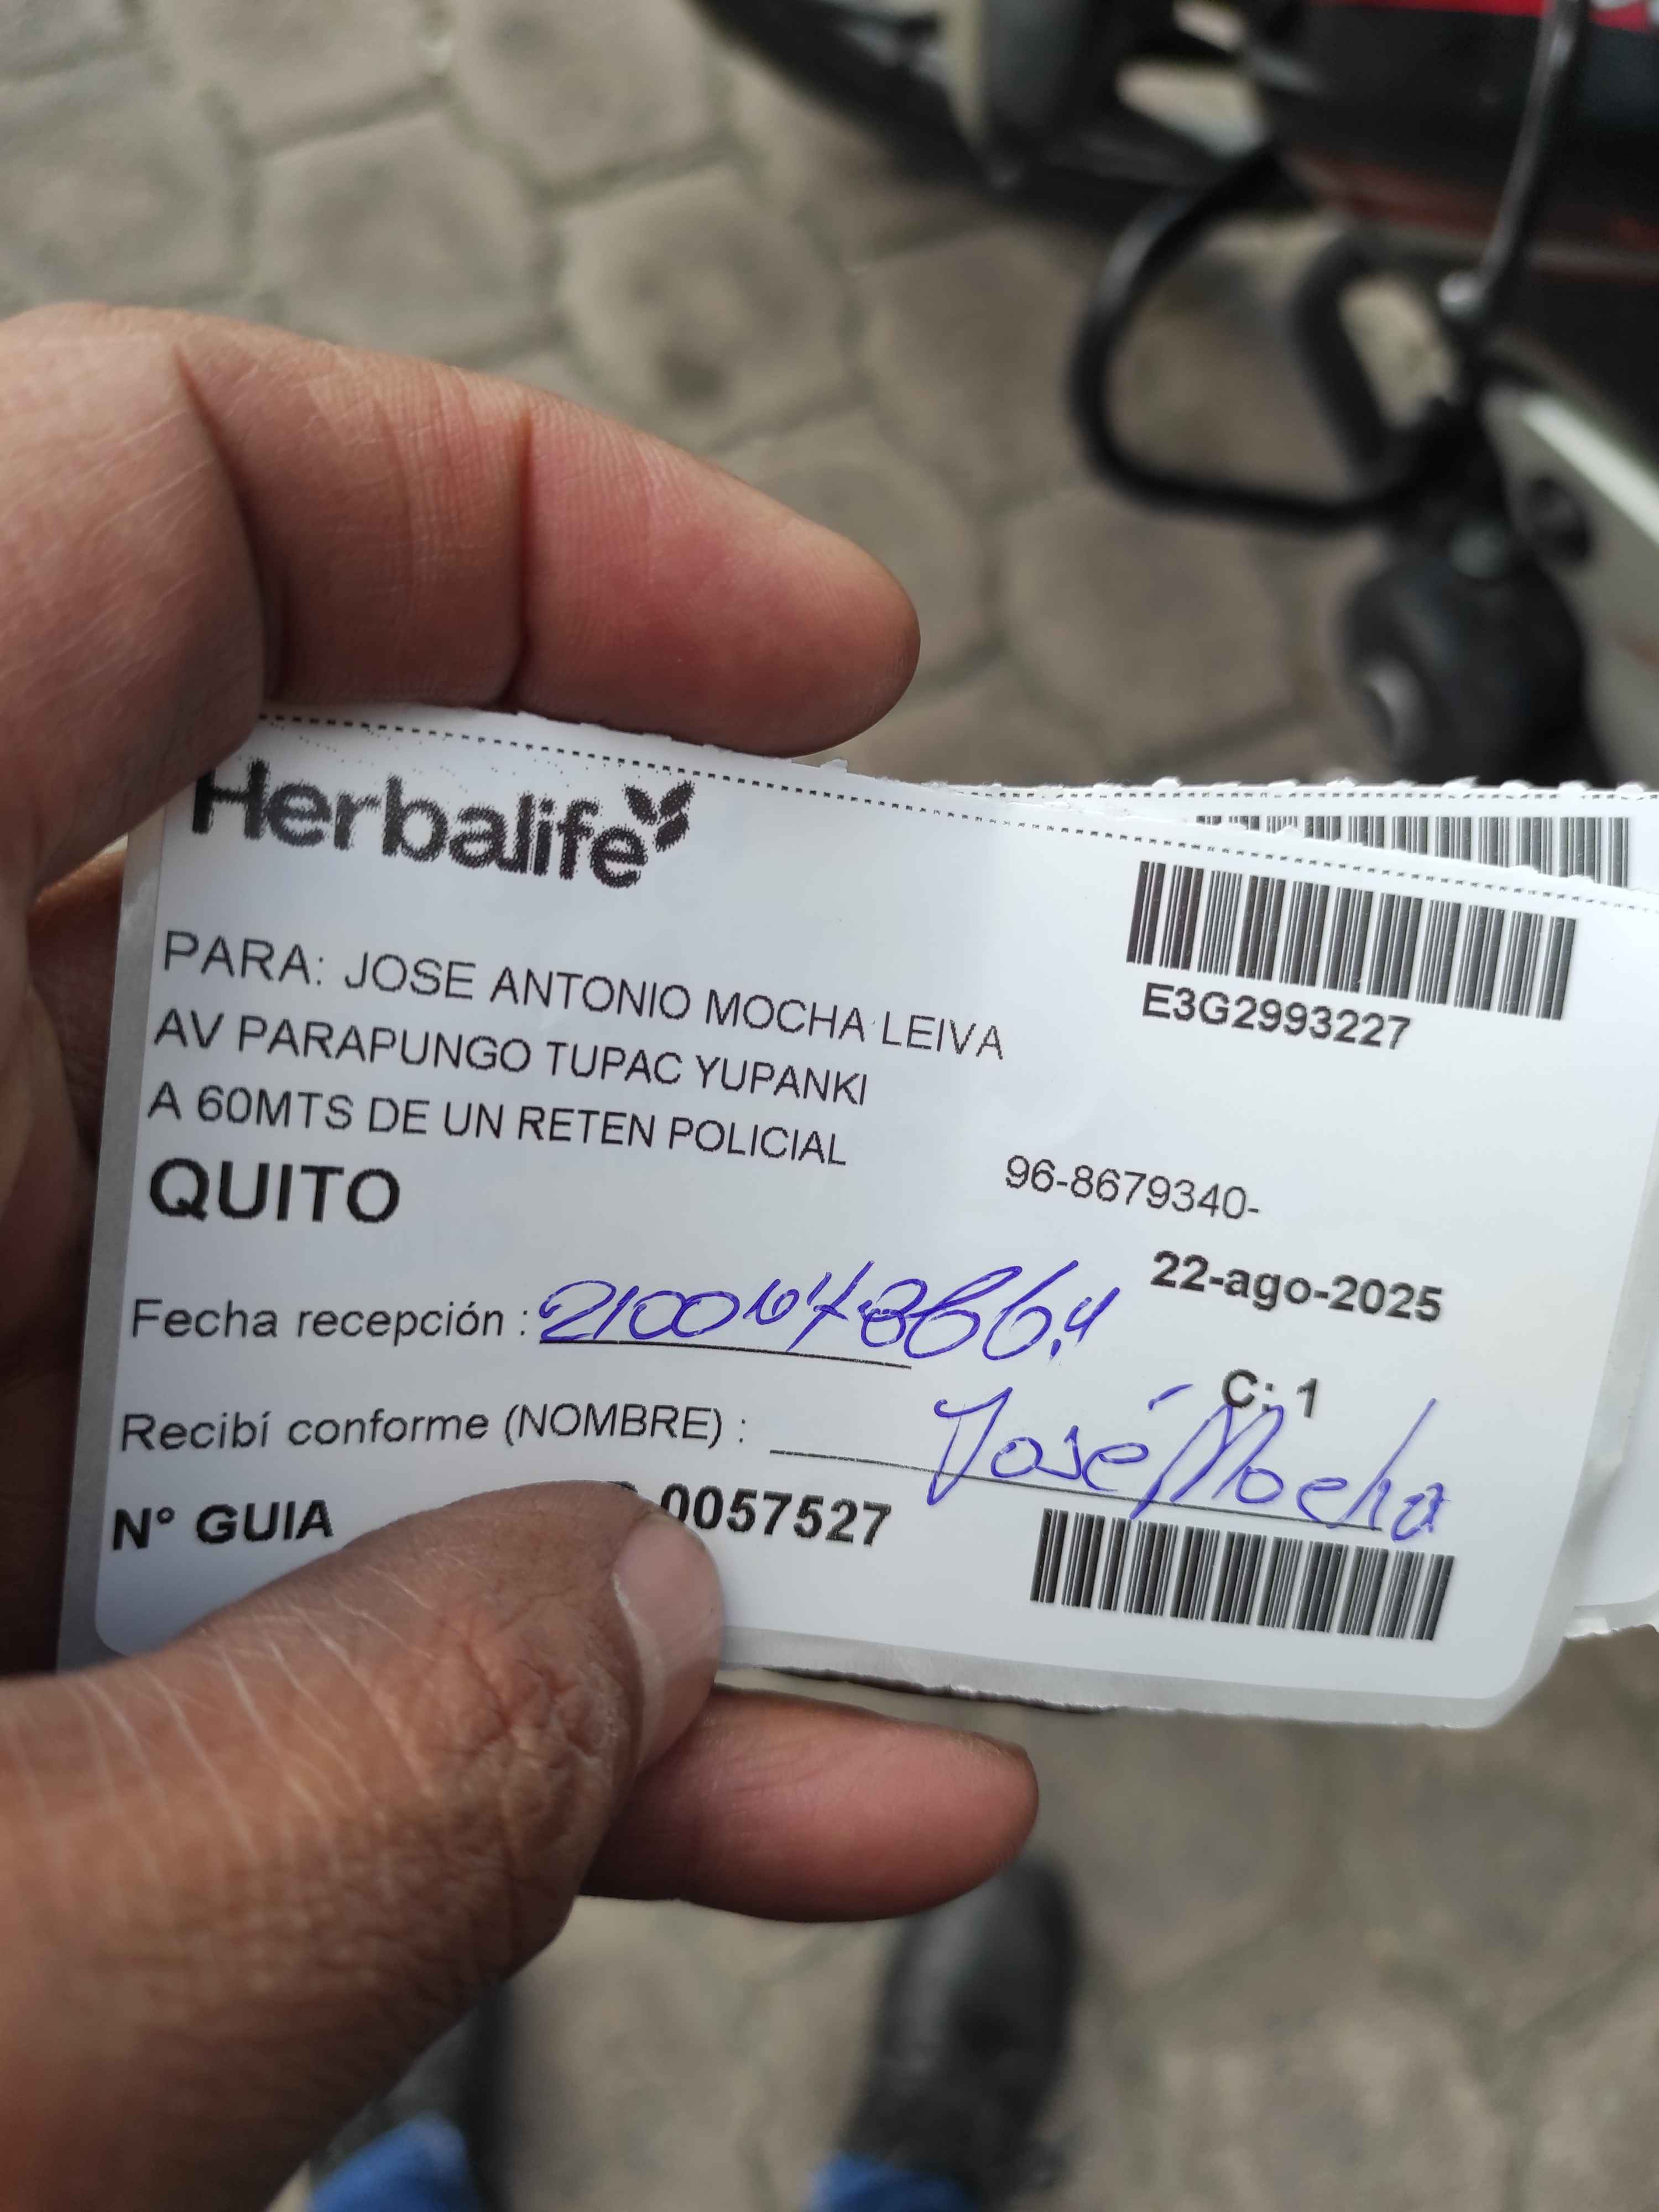 Herbalife
PARA: JOSE ANTONIO MOCHA LEIVA
E3G2993227
AV PARAPUNGO TUPAC YUPANKI
A 60MTS DE UN RETEN POLICIAL
QUITO
96-8679340-
22-ago-2025
Fecha recepción :
C: 1
Recibí conforme (NOMBRE) : José Mocha
N° GUIA 0057527